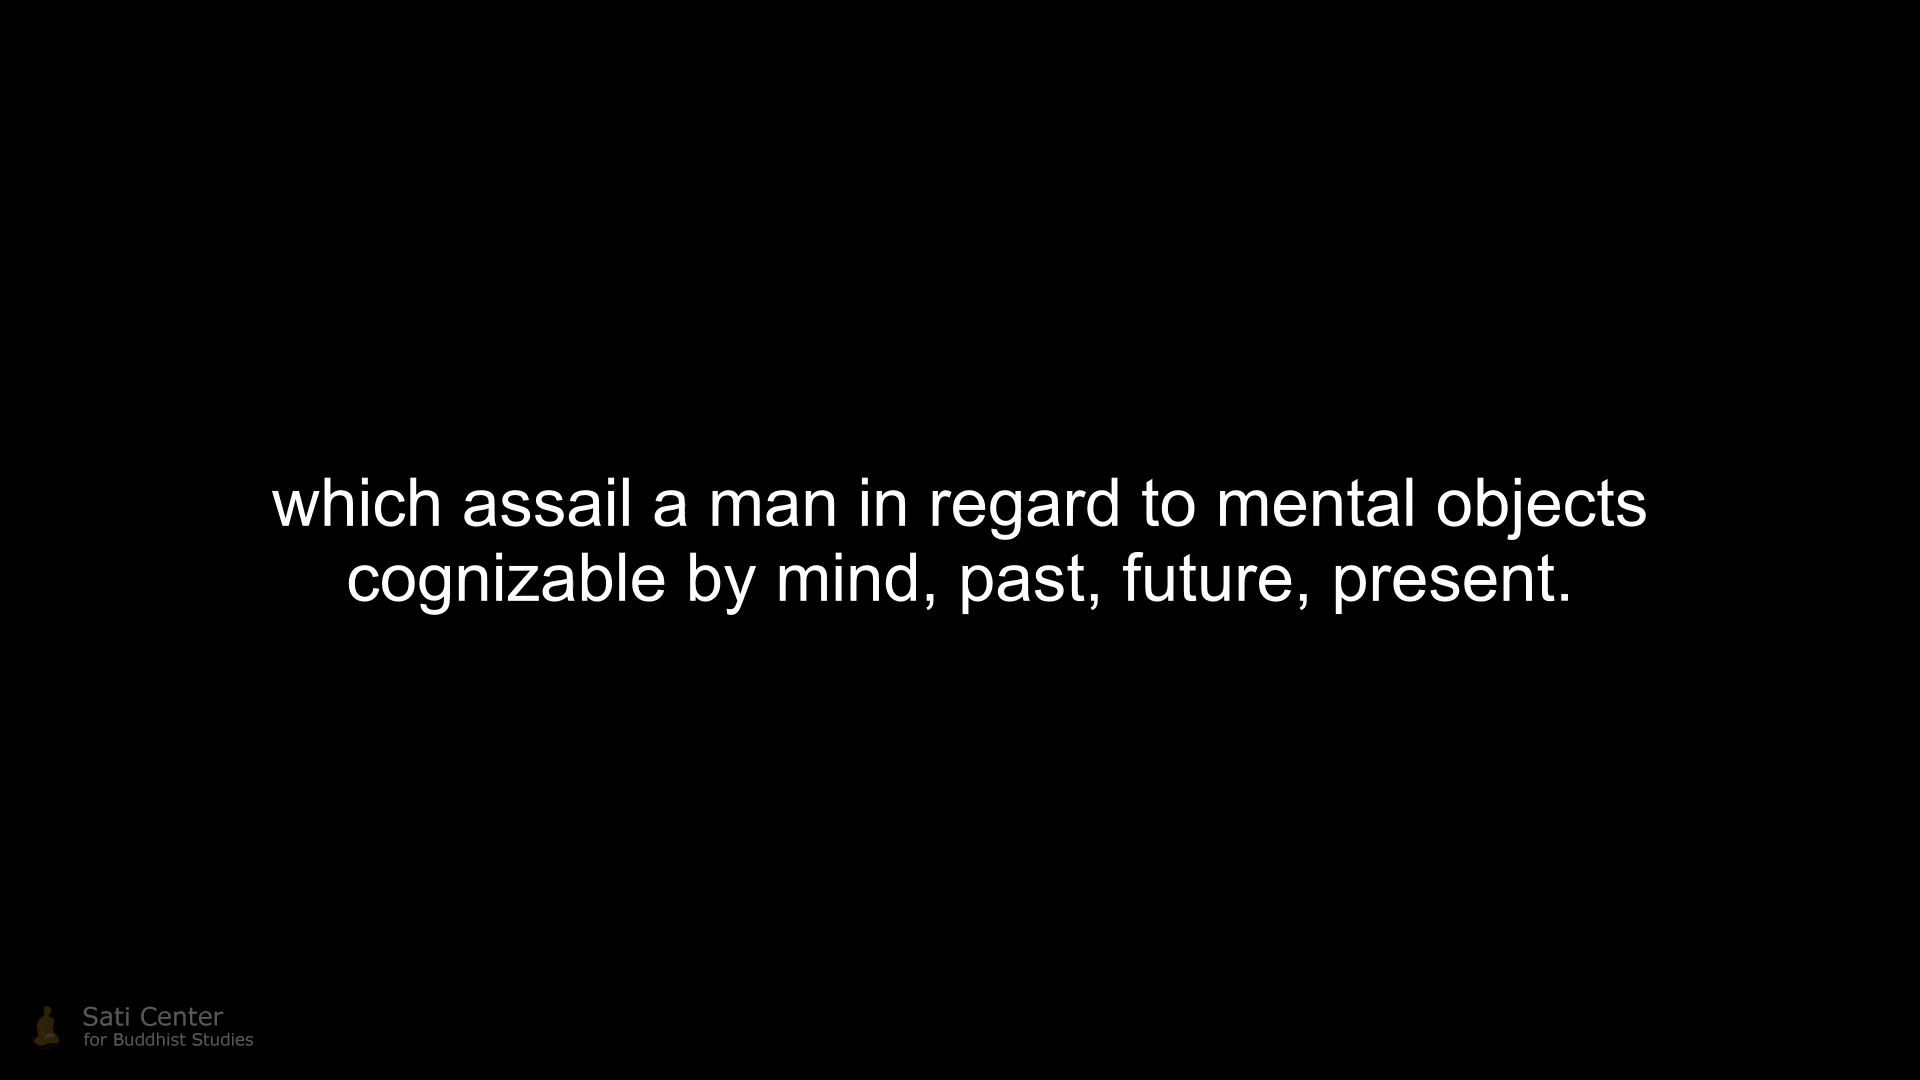 which assail a man in regard to mental objects
cognizable by mind, past, future, present.
Sati Center
for Buddhist Studies